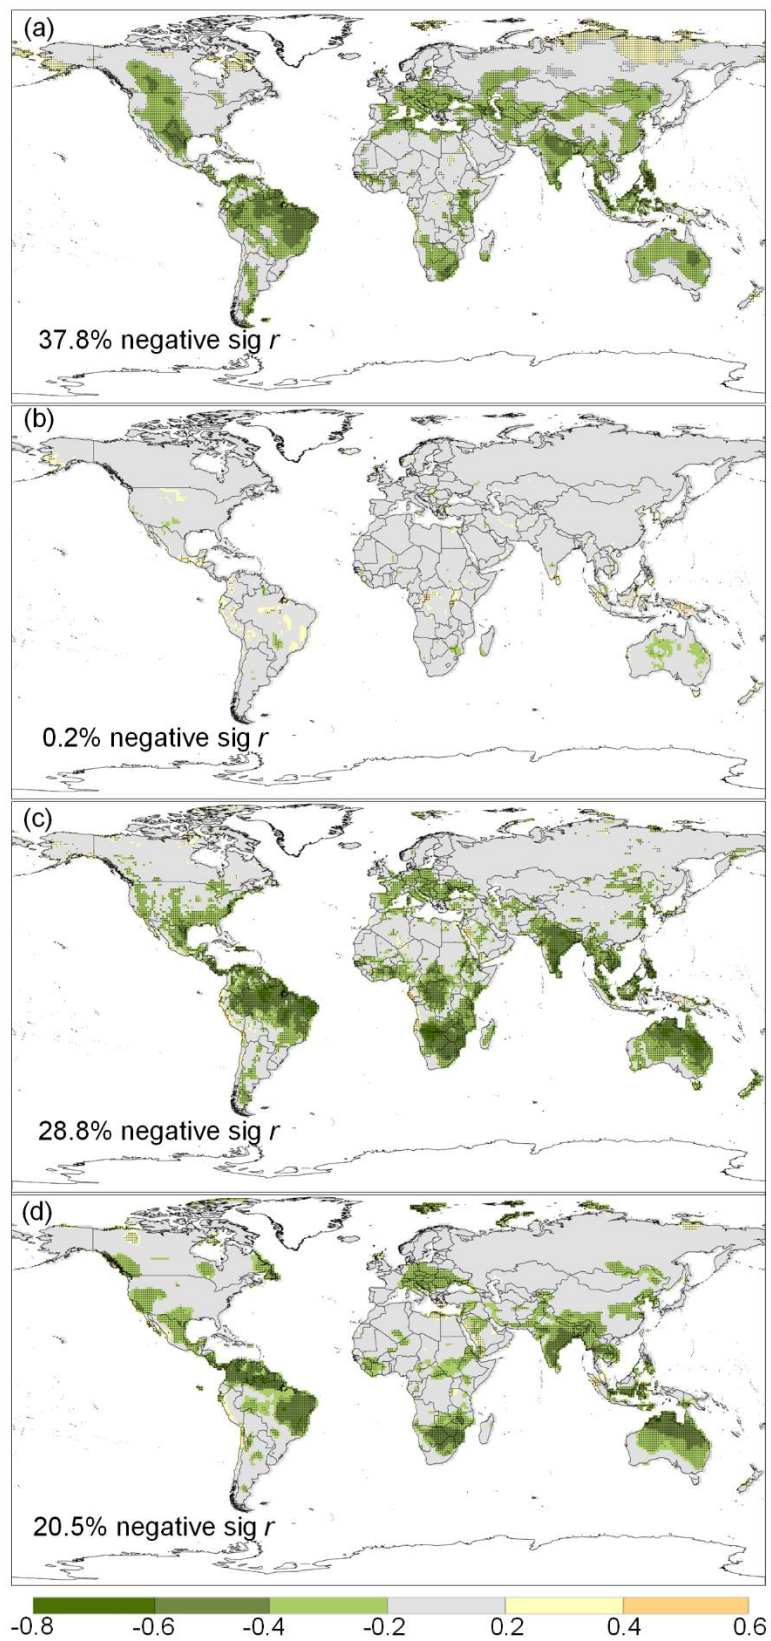 (a)
37.8% negative sig r
(b)
0.2% negative sig r
(c)
28.8% negative sig r
(d)
20.5% negative sig r
-0.8 -0.6 -0.4 -0.2 0.2 0.4 0.6